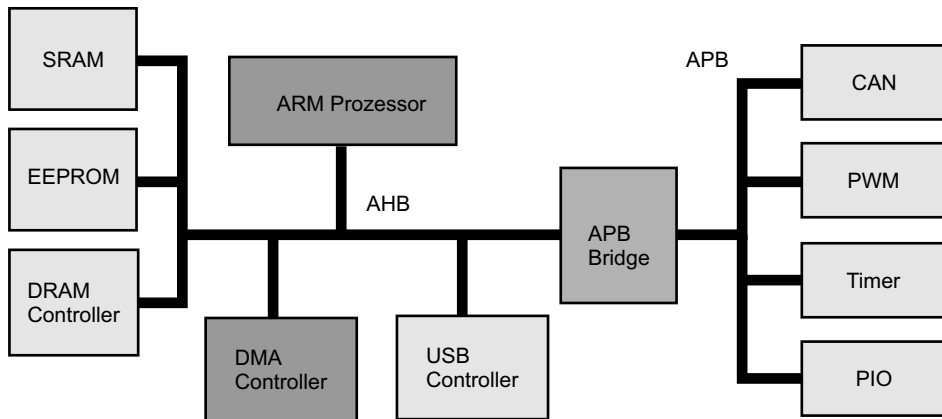 SRAM
EEPROM
DRAM
Controller
ARM Prozessor
AHB
DMA
Controller
USB
Controller
APB
Bridge
APB
CAN
PWM
Timer
PIO